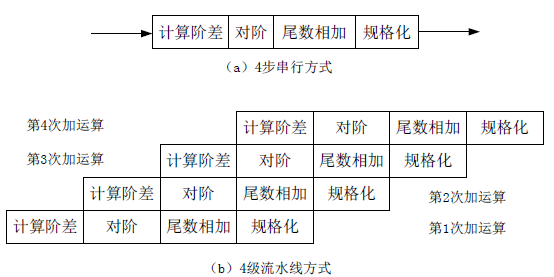 计算阶差 对阶 尾数相加 规格化
（a）4步串行方式
第4次加运算 计算阶差 对阶 尾数相加 规格化
第3次加运算 计算阶差 对阶 尾数相加 规格化
计算阶差 对阶 尾数相加 规格化 第2次加运算
计算阶差 对阶 尾数相加 规格化 第1次加运算
（b）4级流水线方式